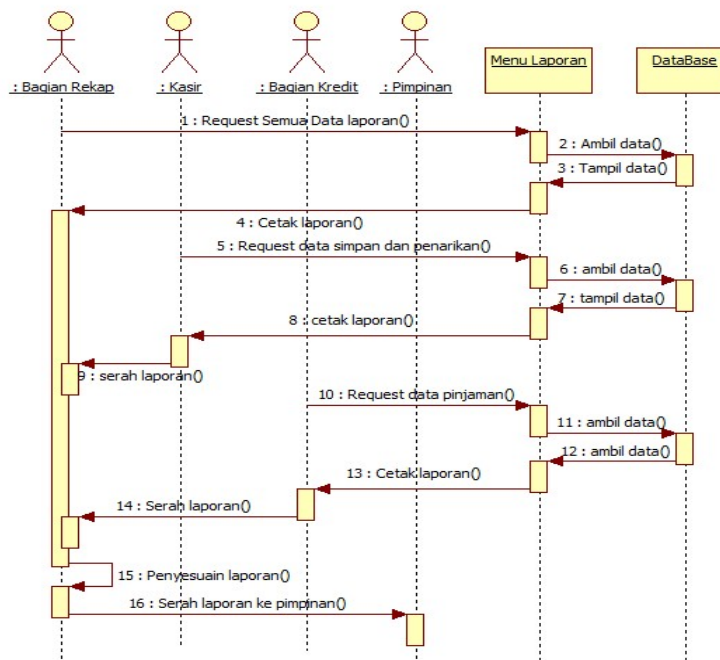 : Bagian Rekap
: Kasir
: Bagian Kredit
: Pimpinan
Menu Laporan
DataBase
1 : Request Semua Data laporan()
2 : Ambil data()
3 : Tampil data()
4 : Cetak laporan()
5 : Request data simpan dan penarikan()
6 : ambil data()
7 : tampil data()
8 : cetak laporan()
9 : serah laporan()
10 : Request data pinjaman()
11 : ambil data()
12 : ambil data()
13 : Cetak laporan()
14 : Serah laporan()
15 : Penyesuain laporan()
16 : Serah laporan ke pimpinan()